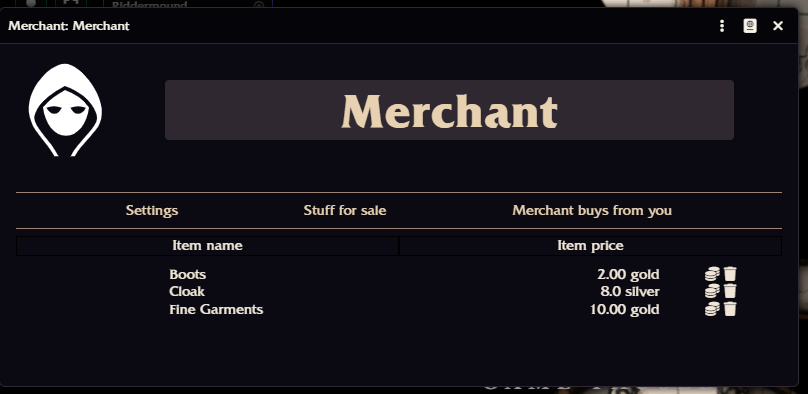 Riddermound
Merchant: Merchant
Merchant
Settings Stuff for sale Merchant buys from you
Item name Item price
Boots 2.00 gold
Cloak 8.0 silver
Fine Garments 10.00 gold